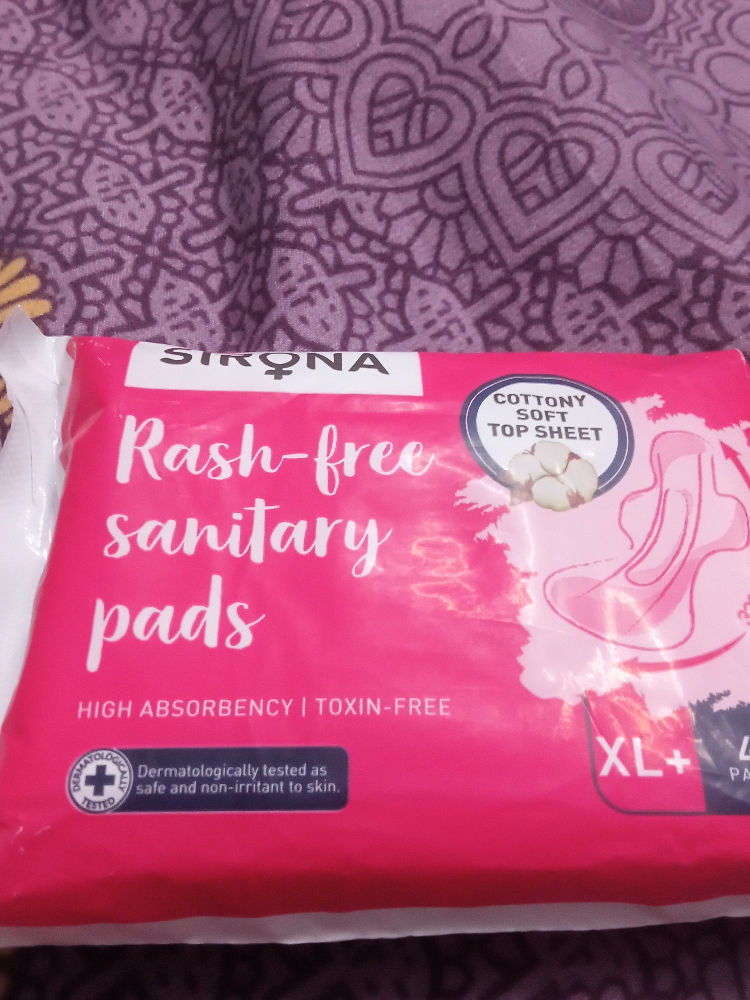 SIRONA
COTTONY
SOFT
TOP SHEET
Rash-free
sanitary
pads
HIGH ABSORBENCY | TOXIN-FREE
DERMATOLOGICALLY
TESTED
Dermatologically tested as
safe and non-irritant to skin.
XL+